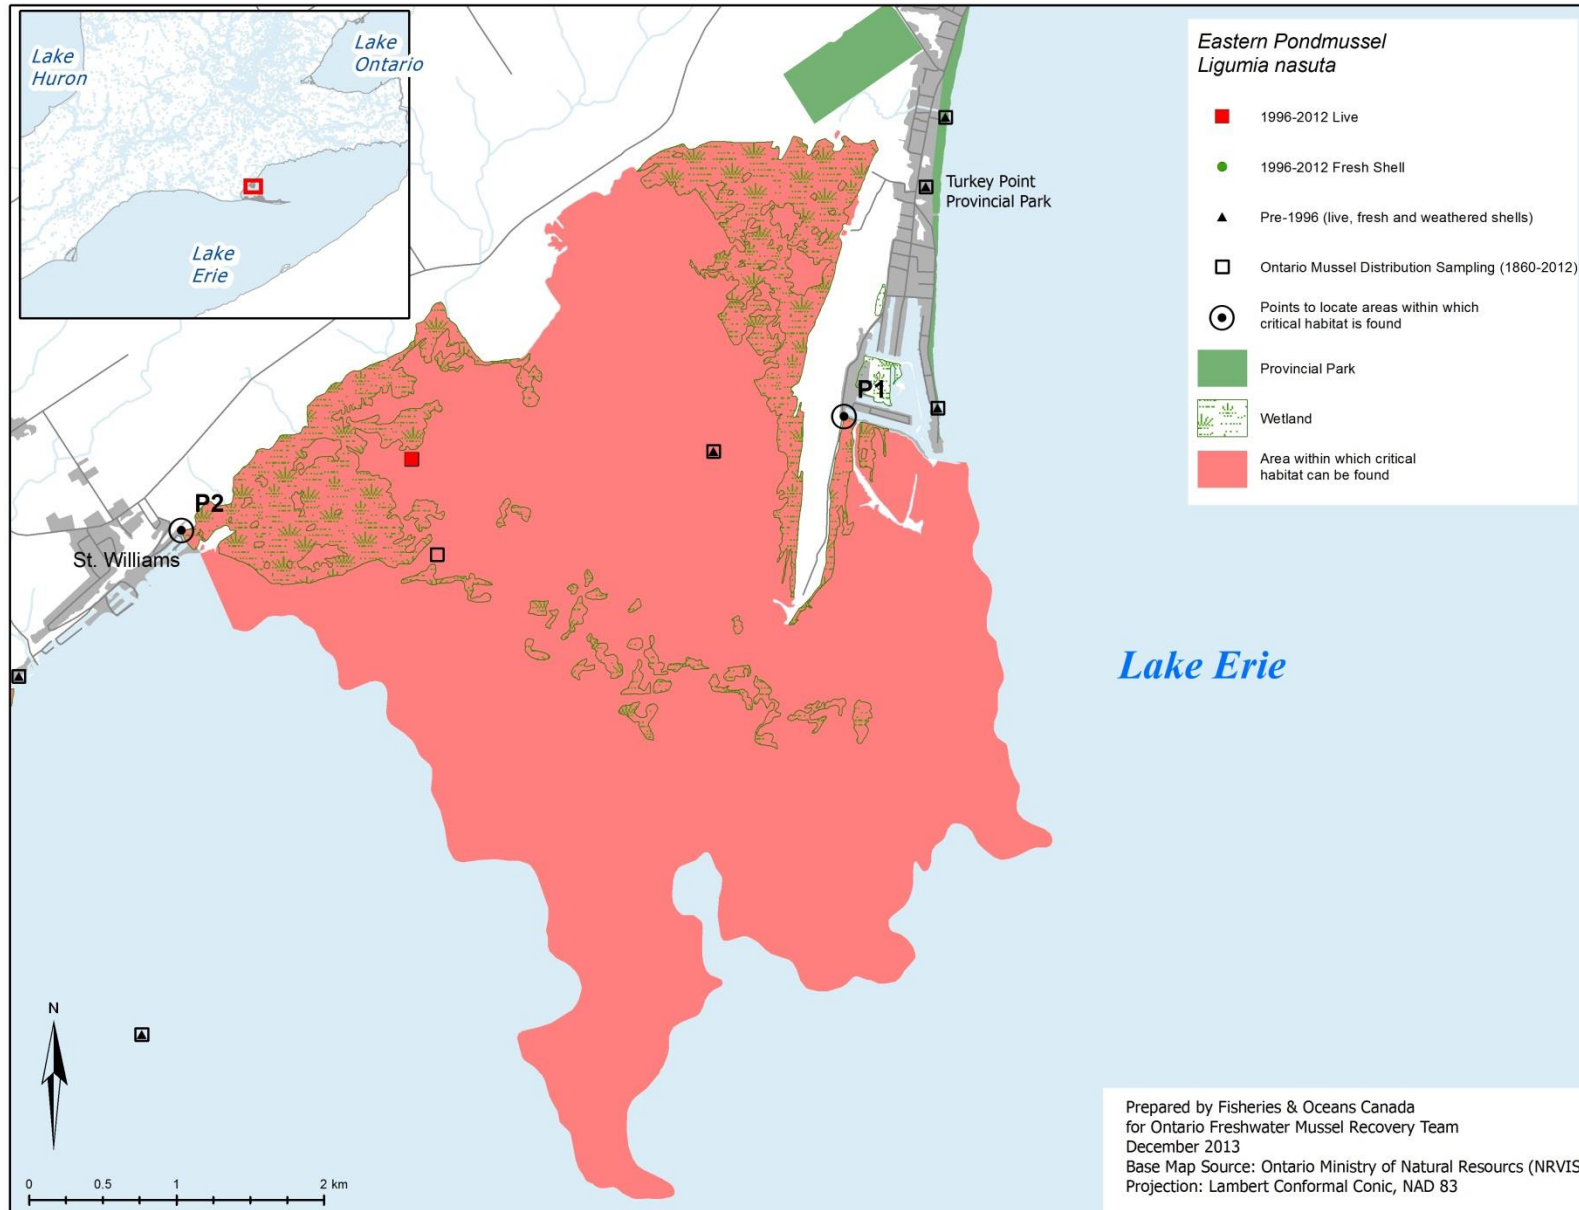 Lake
Huron
Lake
Ontario
Lake
Erie
Eastern Pondmussel
Ligumia nasuta
1996-2012 Live
1996-2012 Fresh Shell
Pre-1996 (live, fresh and weathered shells)
Ontario Mussel Distribution Sampling (1860-2012)
Points to locate areas within which
critical habitat is found
Provincial Park
Wetland
Area within which critical
habitat can be found
Turkey Point
Provincial Park
P1
P2
St. Williams
Lake Erie
N
0 0.5 1 2 km
Prepared by Fisheries & Oceans Canada
for Ontario Freshwater Mussel Recovery Team
December 2013
Base Map Source: Ontario Ministry of Natural Resourcs (NRVIS
Projection: Lambert Conformal Conic, NAD 83